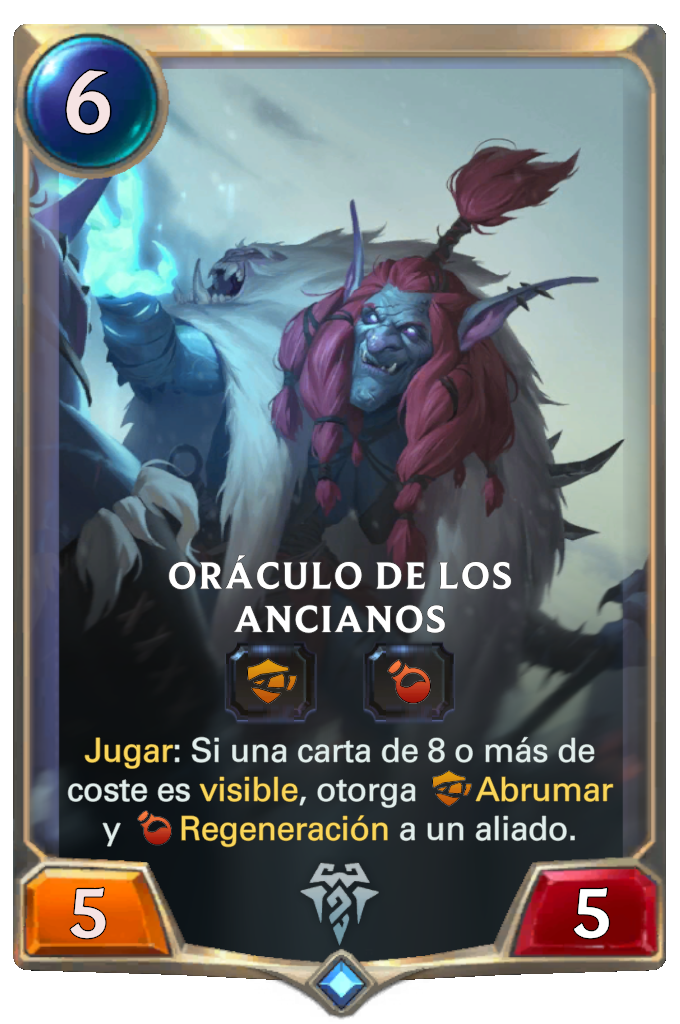 6
ORÁCULO DE LOS
ANCIANOS
Jugar: Si una carta de 8 o más de
coste es visible, otorga Abrumar
y Regeneración a un aliado.
5
5